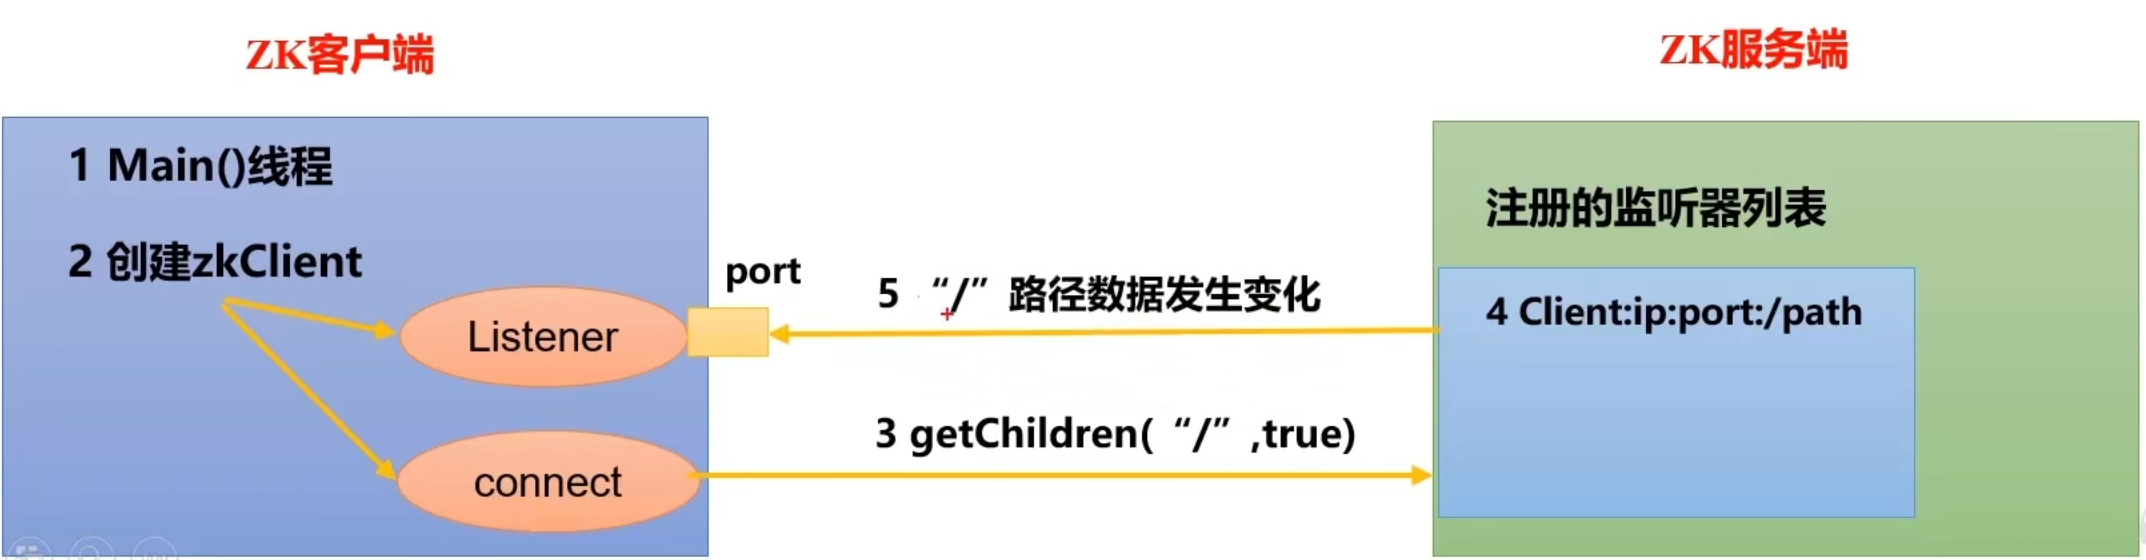 ZK客户端
ZK服务端
1 Main()线程
2 创建zkClient
Listener
port
connect
5 “/”路径数据发生变化
3 getChildren(“/”,true)
注册的监听器列表
4 Client:ip:port:/path